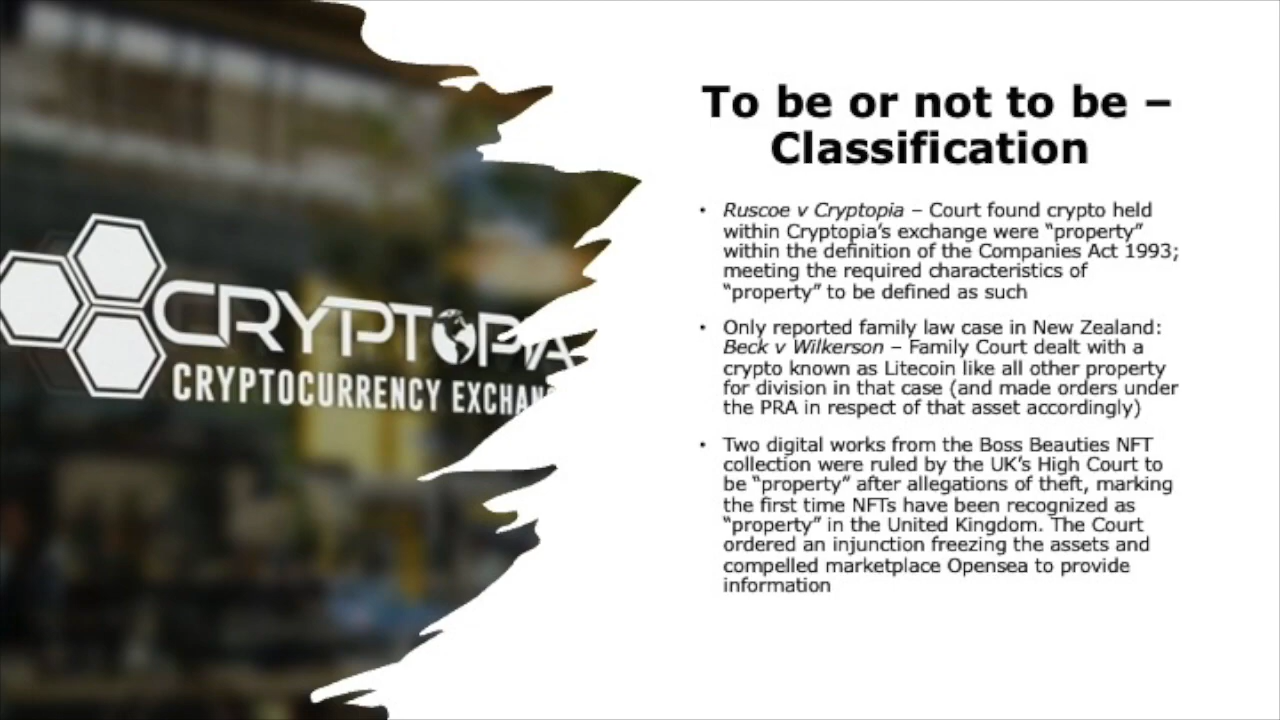 To be or not to be –
Classification
• Ruscoe v Cryptopia – Court found crypto held
within Cryptopia's exchange were “property”
within the definition of the Companies Act 1993;
meeting the required characteristics of
“property” to be defined as such
• Only reported family law case in New Zealand:
Beck v Wilkerson – Family Court dealt with a
crypto known as Litecoin like all other property
for division in that case (and made orders under
the PRA in respect of that asset accordingly)
• Two digital works from the Boss Beauties NFT
collection were ruled by the UK's High Court to
be “property” after allegations of theft, marking
the first time NFTs have been recognized as
“property” in the United Kingdom. The Court
ordered an injunction freezing the assets and
compelled marketplace Opensea to provide
information
CRYPTOPIA
CRYPTOCURRENCY EXCHAN